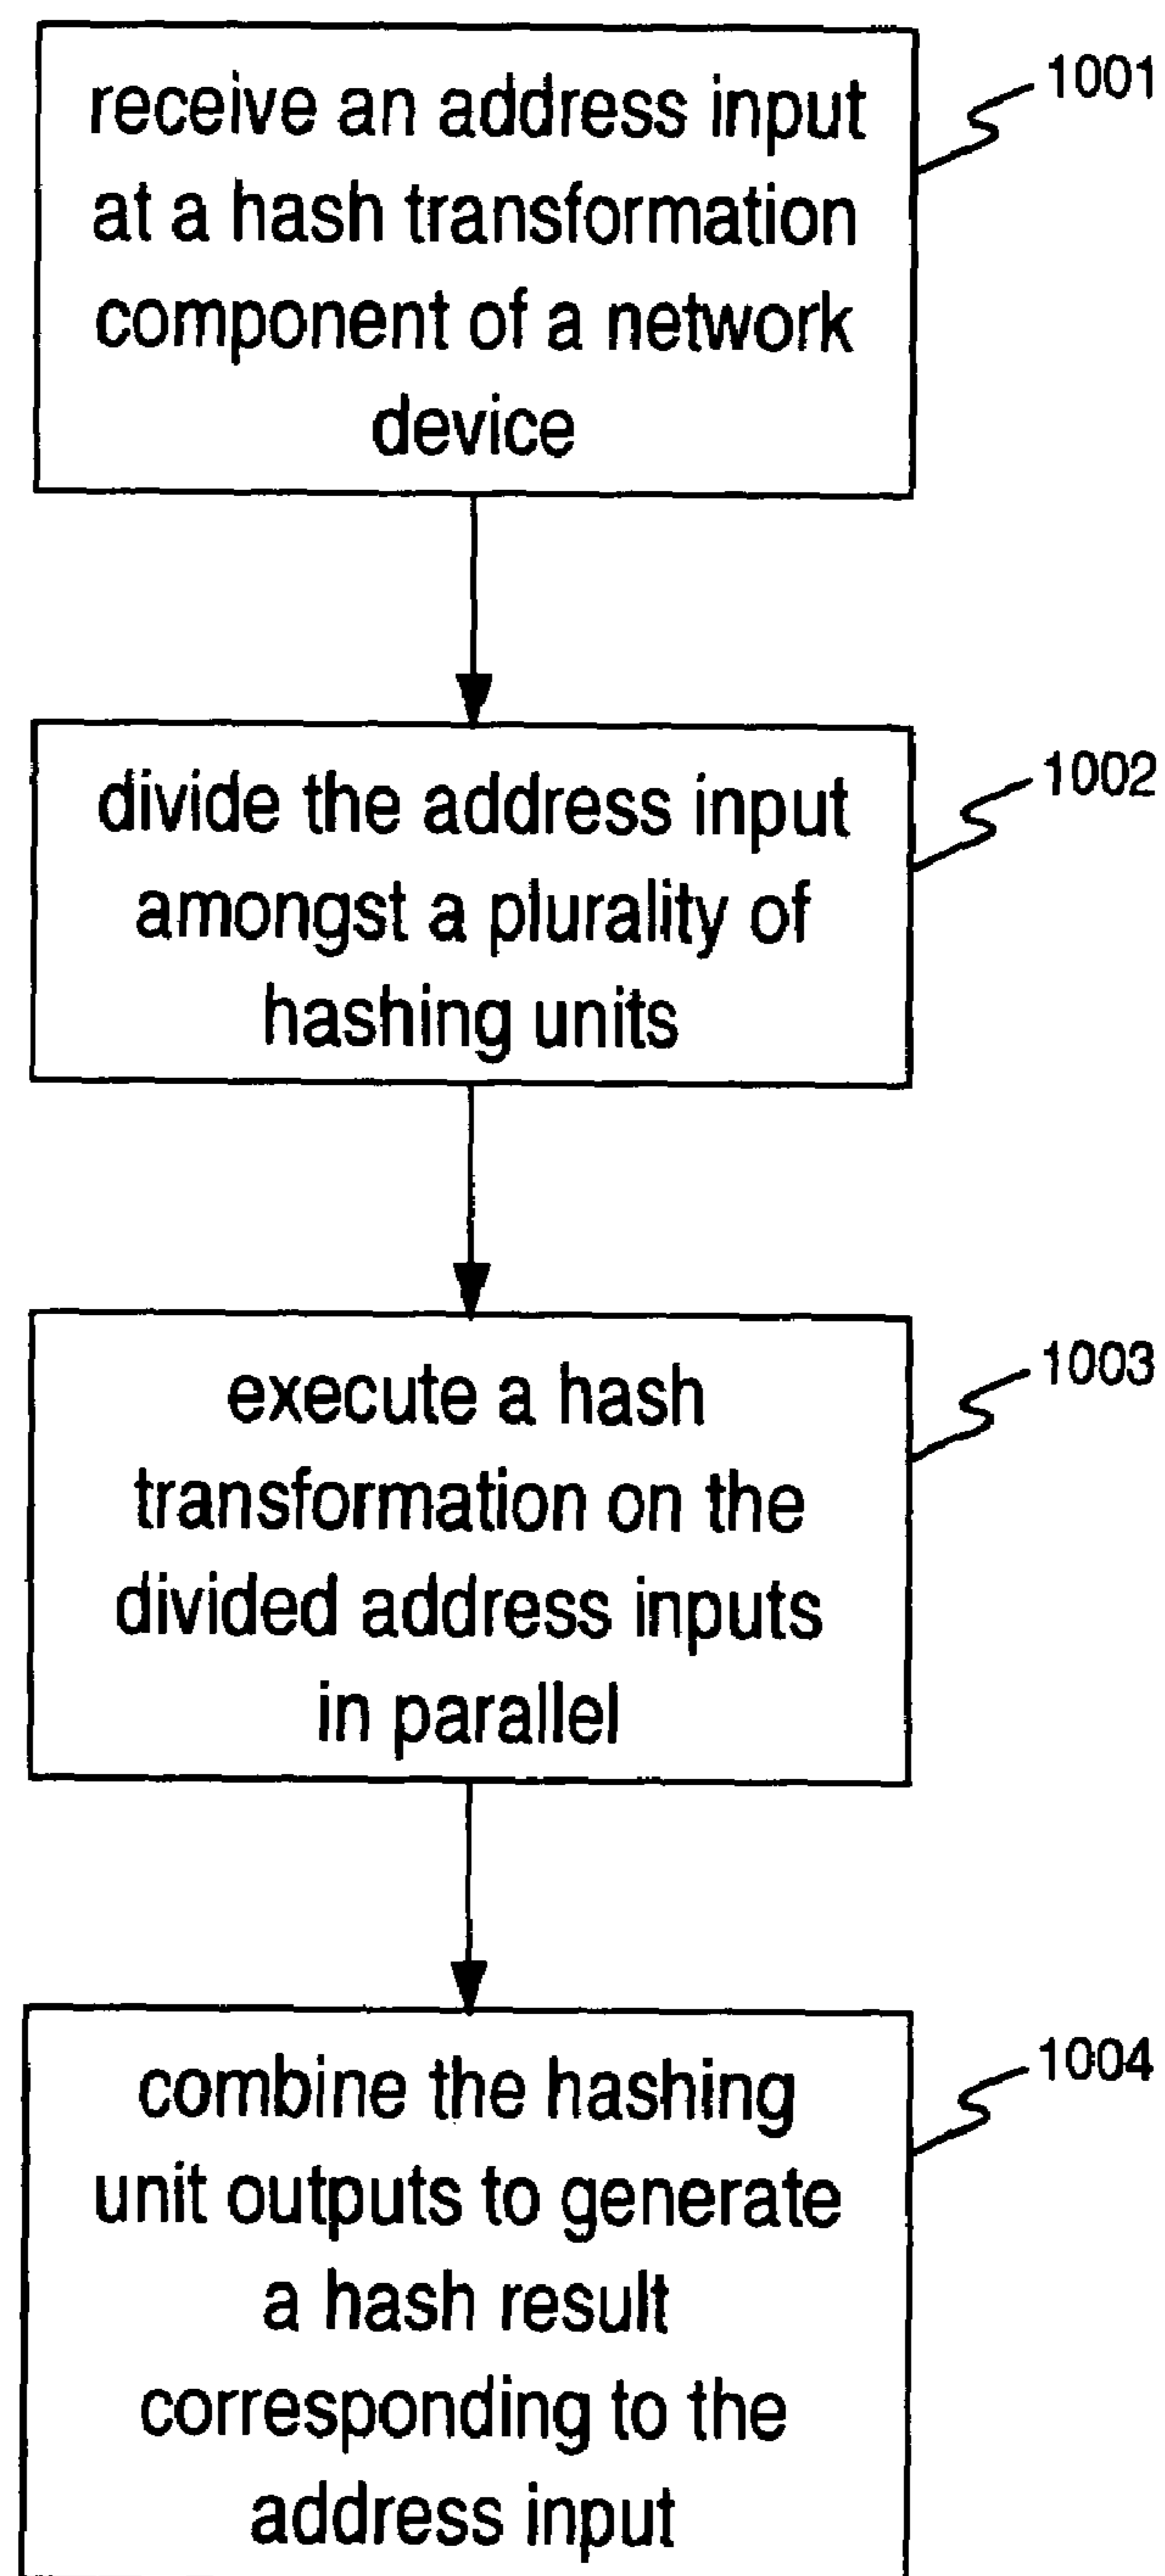 receive an address input
at a hash transformation
component of a network
device
1001
divide the address input
amongst a plurality of
hashing units
1002
execute a hash
transformation on the
divided address inputs
in parallel
1003
combine the hashing
unit outputs to generate
a hash result
corresponding to the
address input
1004